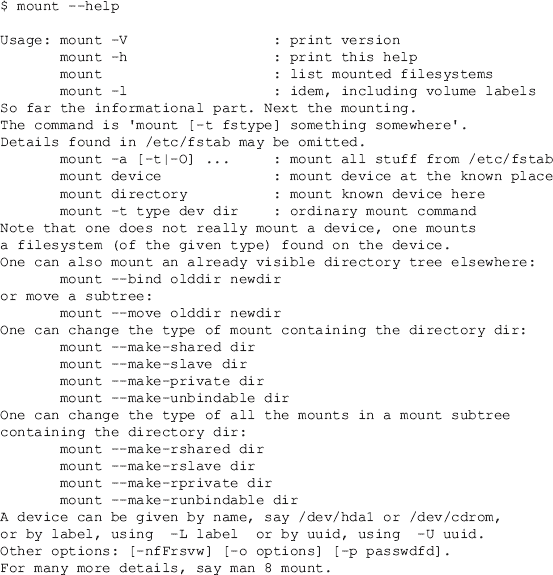 $ mount --help
Usage: mount -V : print version
mount -h : print this help
mount : list mounted filesystems
mount -l : idem, including volume labels
So far the informational part. Next the mounting.
The command is 'mount [-t fstype] something somewhere'.
Details found in /etc/fstab may be omitted.
mount -a [-t|-O] ... : mount all stuff from /etc/fstab
mount device : mount device at the known place
mount directory : mount known device here
mount -t type dev dir : ordinary mount command
Note that one does not really mount a device, one mounts
a filesystem (of the given type) found on the device.
One can also mount an already visible directory tree elsewhere:
mount --bind olddir newdir
or move a subtree:
mount --move olddir newdir
One can change the type of mount containing the directory dir:
mount --make-shared dir
mount --make-slave dir
mount --make-private dir
mount --make-unbindable dir
One can change the type of all the mounts in a mount subtree
containing the directory dir:
mount --make-rshared dir
mount --make-rslave dir
mount --make-rprivate dir
mount --make-runbindable dir
A device can be given by name, say /dev/hda1 or /dev/cdrom,
or by label, using -L label or by uuid, using -U uuid.
Other options: [-nfFrsvw] [-o options] [-p passwdfd].
For many more details, say man 8 mount.